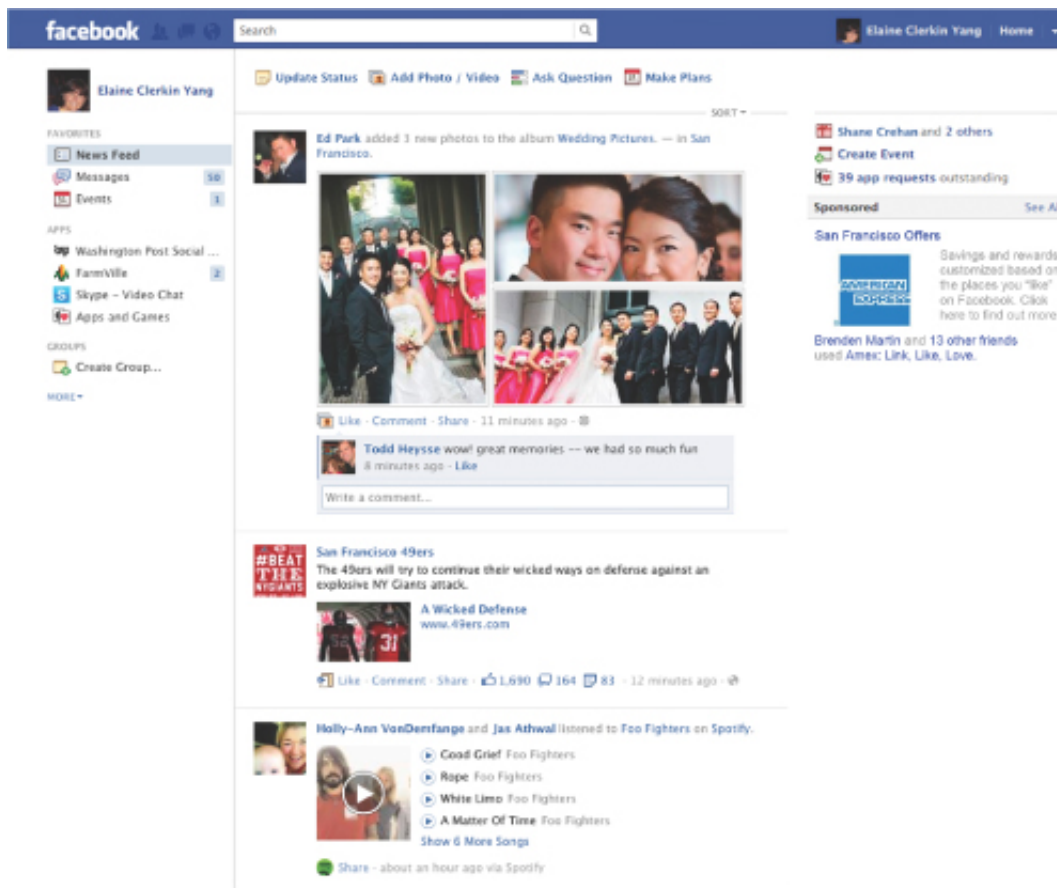 facebook
Search
Elaine Clerkin Yang
Home
Elaine Clerkin Yang
FAVORITES
News Feed
Messages 50
Events 1
APPS
Washington Post Social ...
FarmVille 2
Skype – Video Chat
Apps and Games
GROUPS
Create Group...
MORE
Update Status Add Photo / Video Ask Question Make Plans
SORT
Ed Park added 3 new photos to the album Wedding Pictures. — in San
Francisco.
Like · Comment · Share · 11 minutes ago ·
Todd Heysse wow! great memories -- we had so much fun
8 minutes ago · Like
Write a comment...
#BEAT
THE
NYGIANTS
San Francisco 49ers
The 49ers will try to continue their wicked ways on defense against an
explosive NY Giants attack.
52
31
A Wicked Defense
www.49ers.com
Like · Comment · Share · 1,690 164 83 · 12 minutes ago ·
Holly-Ann VonDemfange and Jas Athwal listened to Foo Fighters on Spotify.
Good Grief Foo Fighters
Rope Foo Fighters
White Limo Foo Fighters
A Matter Of Time Foo Fighters
Show 6 More Songs
Share · about an hour ago via Spotify
Shane Crehan and 2 others
Create Event
39 app requests outstanding
Sponsored See Al
San Francisco Offers
AMERICAN
EXPRESS
Savings and rewards
customized based on
the places you "like"
on Facebook. Click
here to find out more
Brenden Martin and 13 other friends
used Amex: Link, Like, Love.